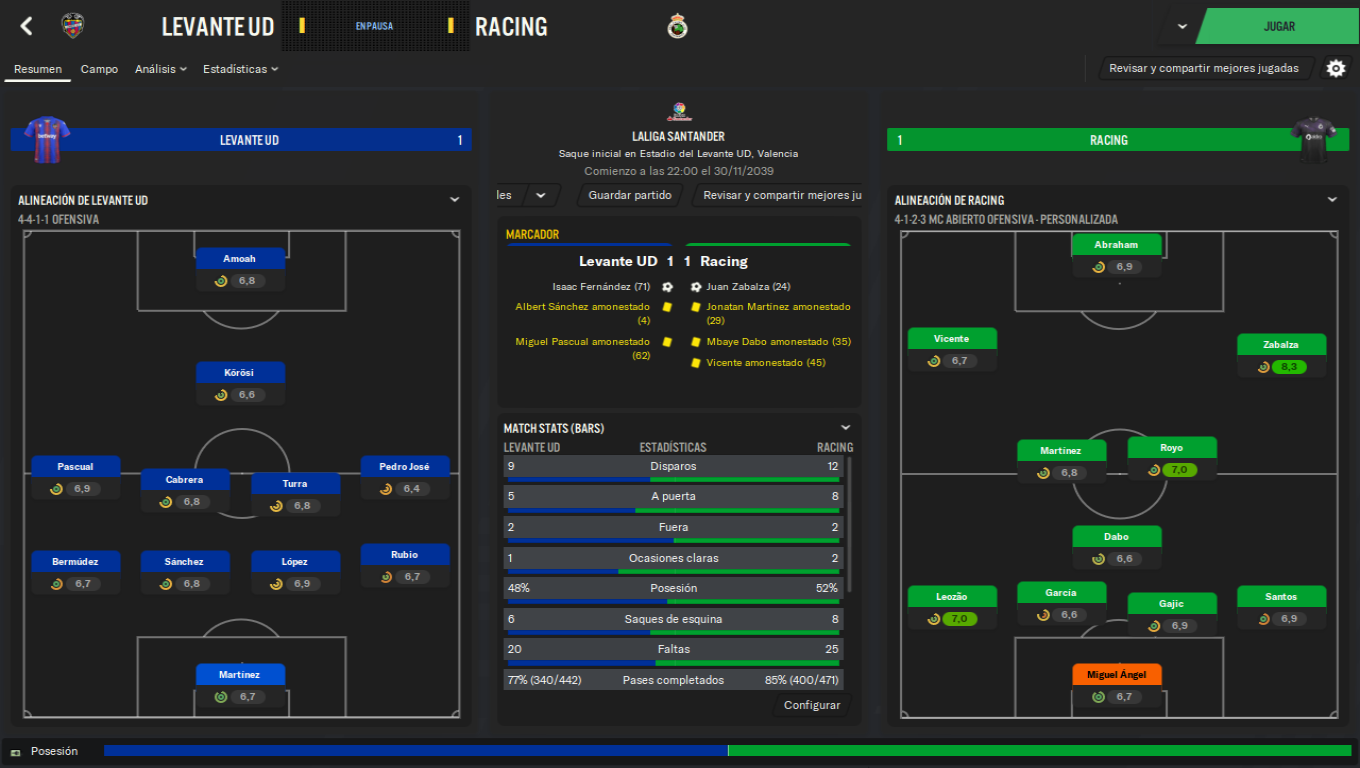 LEVANTE UD
EN PAUSA
RACING
JUGAR
Resumen
Campo
Análisis
Estadísticas
Revisar y compartir mejores jugadas
LEVANTE UD 1
LALIGA SANTANDER
Saque inicial en Estadio del Levante UD, Valencia
Comienzo a las 22:00 el 30/11/2039
1 RACING
les
Guardar partido
Revisar y compartir mejores ju
ALINEACIÓN DE LEVANTE UD
4-4-1-1 OFENSIVA
Amoah
6,8
Körösi
6,6
Pascual
6,9
Cabrera
6,8
Turra
6,8
Pedro José
6,4
Bermúdez
6,7
Sánchez
6,8
López
6,9
Rubio
6,7
Martínez
6,7
MARCADOR
Levante UD 1 1 Racing
Isaac Fernández (71)
Juan Zabalza (24)
Albert Sánchez amonestado
(4)
Jonatan Martínez amonestado
(29)
Miguel Pascual amonestado
(62)
Mbaye Dabo amonestado (35)
Vicente amonestado (45)
MATCH STATS (BARS)
LEVANTE UD ESTADÍSTICAS RACING
9 Disparos 12
5 A puerta 8
2 Fuera 2
1 Ocasiones claras 2
48% Posesión 52%
6 Saques de esquina 8
20 Faltas 25
77% (340/442) Pases completados 85% (400/471)
Configurar
ALINEACIÓN DE RACING
4-1-2-3 MC ABIERTO OFENSIVA - PERSONALIZADA
Abraham
6,9
Vicente
6,7
Zabalza
8,3
Martínez
6,8
Royo
7,0
Dabo
6,6
Leozão
7,0
García
6,6
Gajic
6,9
Santos
6,9
Miguel Ángel
6,7
Posesión